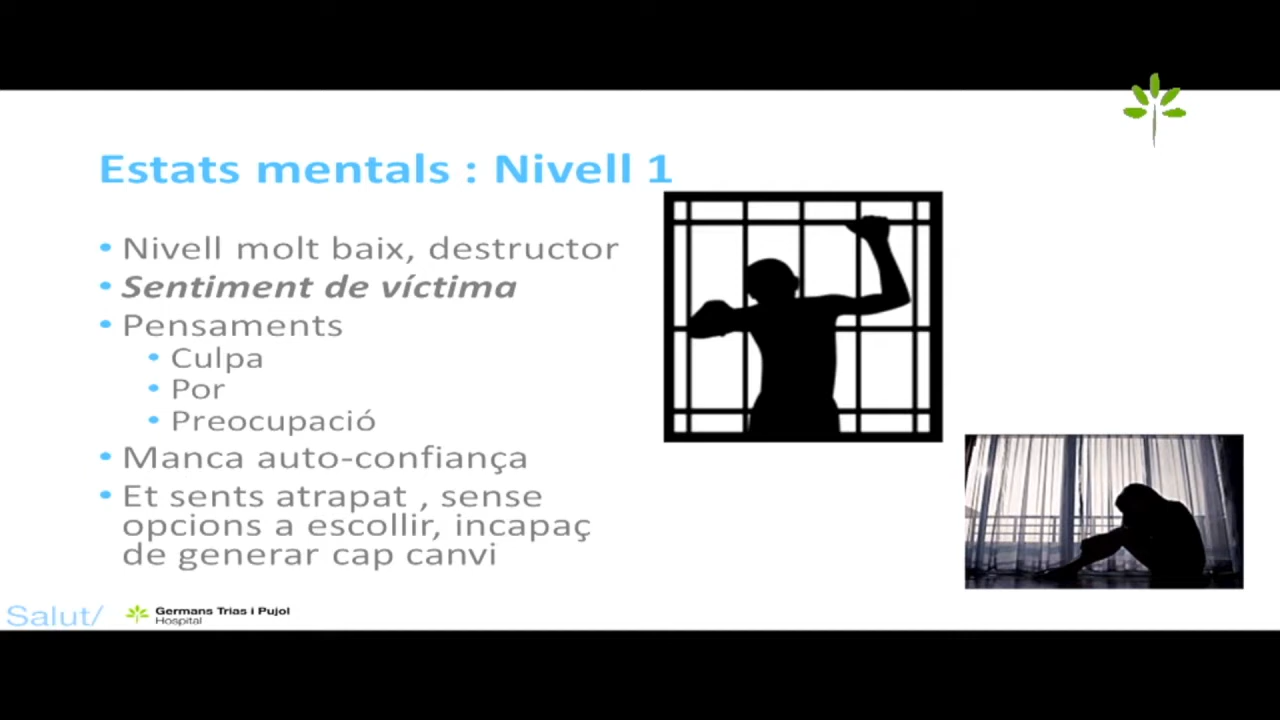 Estats mentals : Nivell 1
• Nivell molt baix, destructor
• Sentiment de víctima
• Pensaments
• Culpa
• Por
• Preocupació
• Manca auto-confiança
• Et sents atrapat , sense
opcions a escollir, incapaç
de generar cap canvi
Salut/
Germans Trias i Pujol
Hospital